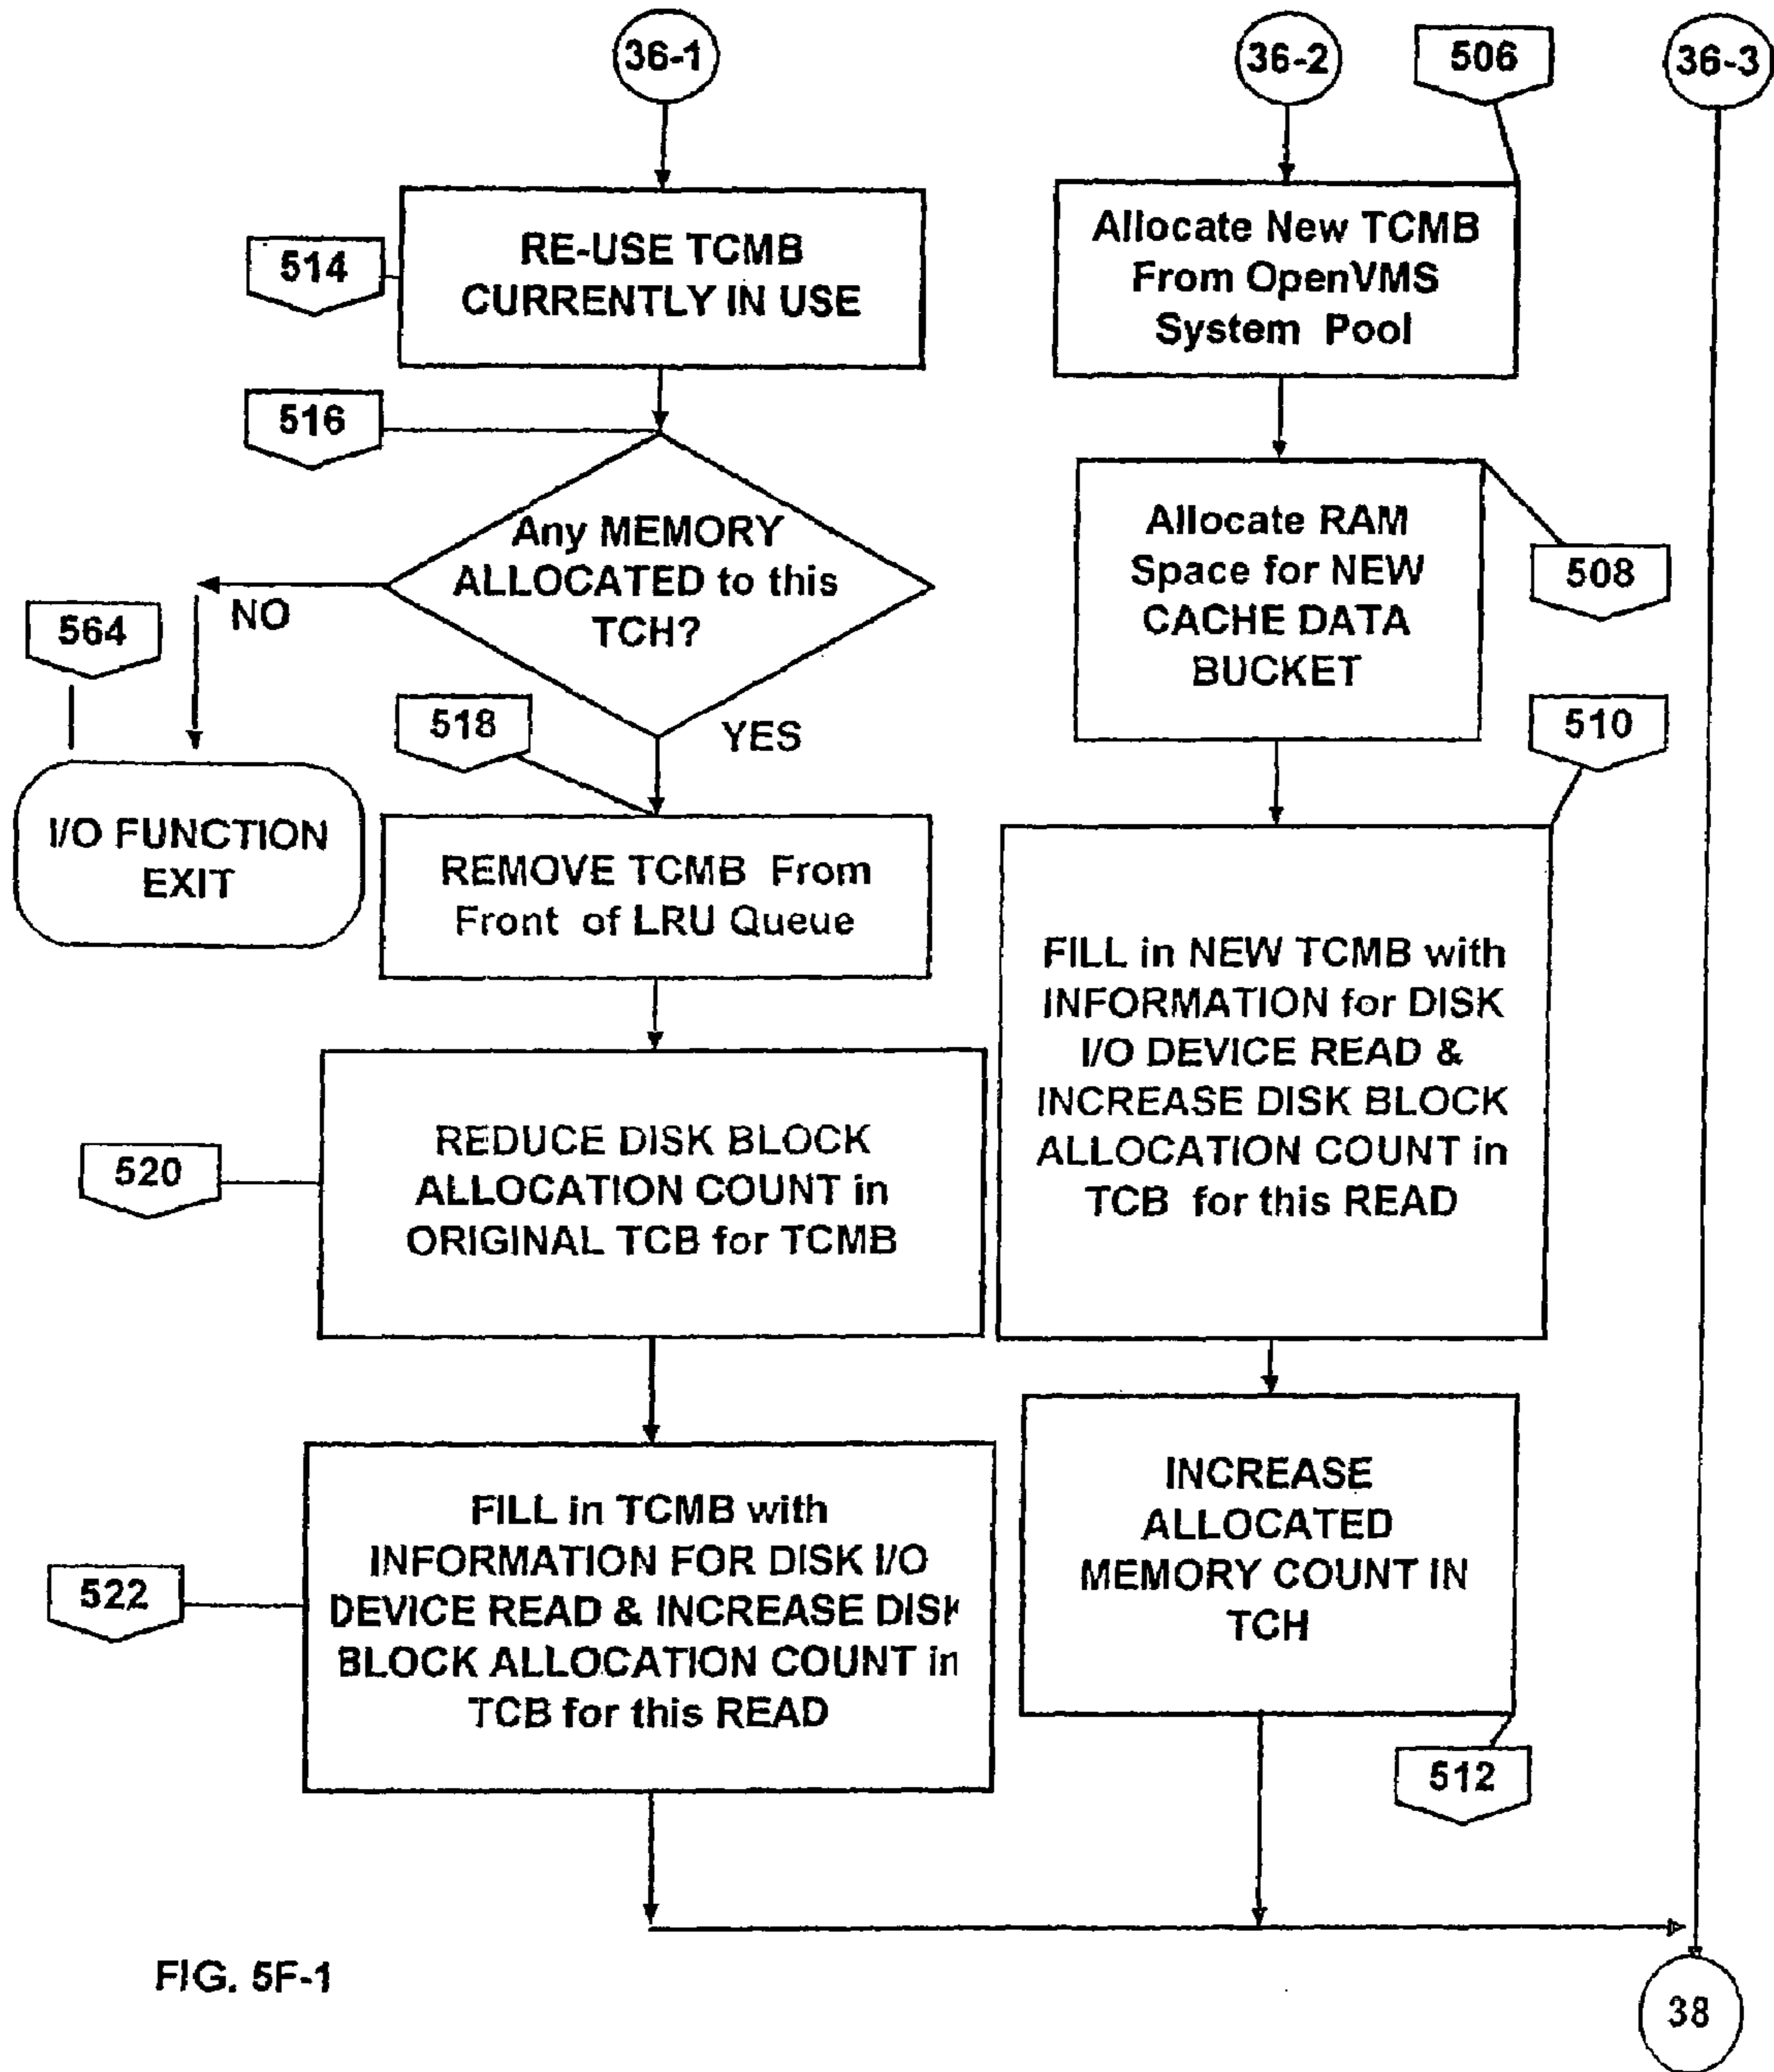 36-1
36-2
506
36-3
514
RE-USE TCMB
CURRENTLY IN USE
Allocate New TCMB
From OpenVMS
System Pool
516
Any MEMORY
ALLOCATED to this
TCH?
NO
YES
564
I/O FUNCTION
EXIT
518
REMOVE TCMB From
Front of LRU Queue
Allocate RAM
Space for NEW
CACHE DATA
BUCKET
508
510
520
REDUCE DISK BLOCK
ALLOCATION COUNT in
ORIGINAL TCB for TCMB
FILL in NEW TCMB with
INFORMATION for DISK
I/O DEVICE READ &
INCREASE DISK BLOCK
ALLOCATION COUNT in
TCB for this READ
522
FILL in TCMB with
INFORMATION FOR DISK I/O
DEVICE READ & INCREASE DISK
BLOCK ALLOCATION COUNT in
TCB for this READ
INCREASE
ALLOCATED
MEMORY COUNT IN
TCH
512
FIG. 5F-1
38